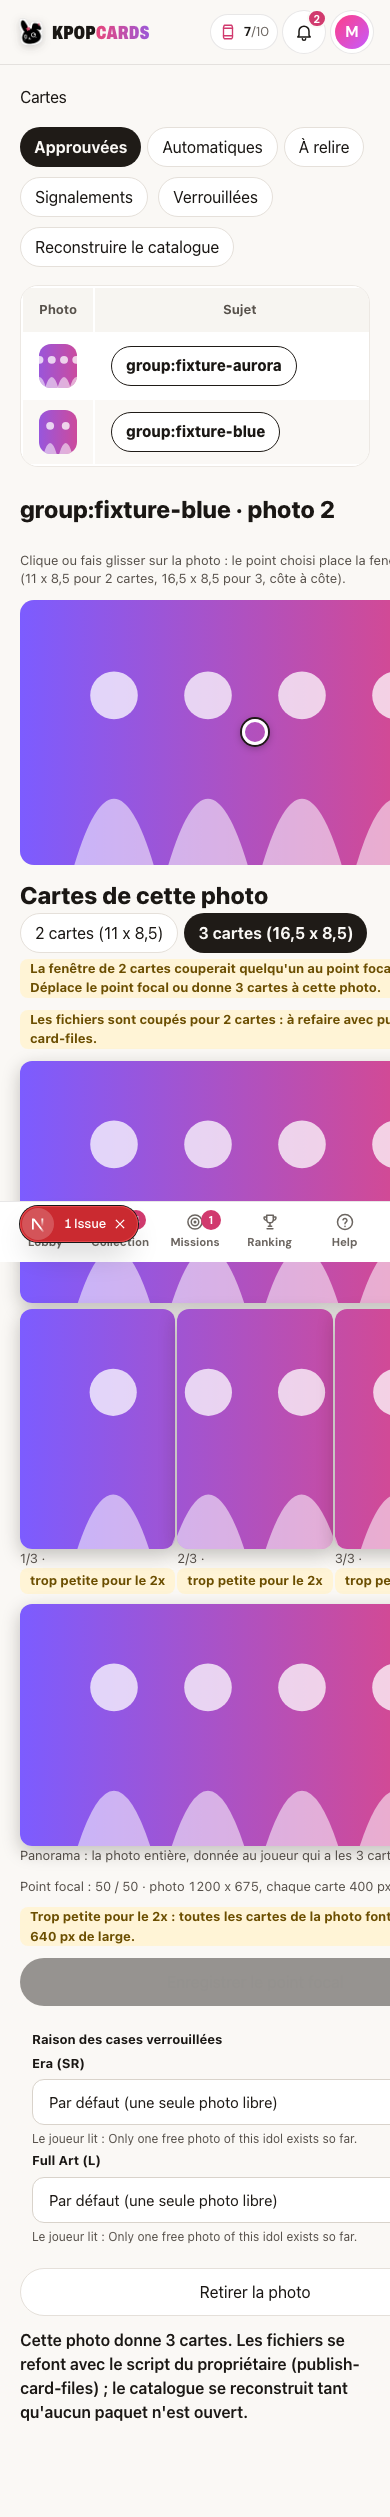 KPOPCARDS
7/10
2
M
Cartes
Approuvées
Automatiques
À relire
Signalements
Verrouillées
Reconstruire le catalogue
Photo
Sujet
group:fixture-aurora
group:fixture-blue
group:fixture-blue · photo 2
Clique ou fais glisser sur la photo : le point choisi place la
(11 x 8,5 pour 2 cartes, 16,5 x 8,5 pour 3, côte à côte).
Cartes de cette photo
2 cartes (11 x 8,5)
3 cartes (16,5 x 8,5)
La fenêtre de 2 cartes couperait quelqu'un au point
Déplace le point focal ou donne 3 cartes à cette photo.
Les fichiers sont coupés pour 2 cartes : à refaire avec
card-files.
1 Issue
1
Lobby
Collection
Missions
Ranking
Help
1/3 ·
2/3 ·
3/3 ·
trop petite pour le 2x
trop petite pour le 2x
trop
Panorama : la photo entière, donnée au joueur qui a les 3
Point focal : 50 / 50 · photo 1200 x 675, chaque carte 400 px
Trop petite pour le 2x : toutes les cartes de la photo font
640 px de large.
Raison des cases verrouillées
Era (SR)
Par défaut (une seule photo libre)
Le joueur lit : Only one free photo of this idol exists so far.
Full Art (L)
Par défaut (une seule photo libre)
Le joueur lit : Only one free photo of this idol exists so far.
Retirer la photo
Cette photo donne 3 cartes. Les fichiers se
refont avec le script du propriétaire (publish-
card-files) ; le catalogue se reconstruit tant
qu'aucun paquet n'est ouvert.